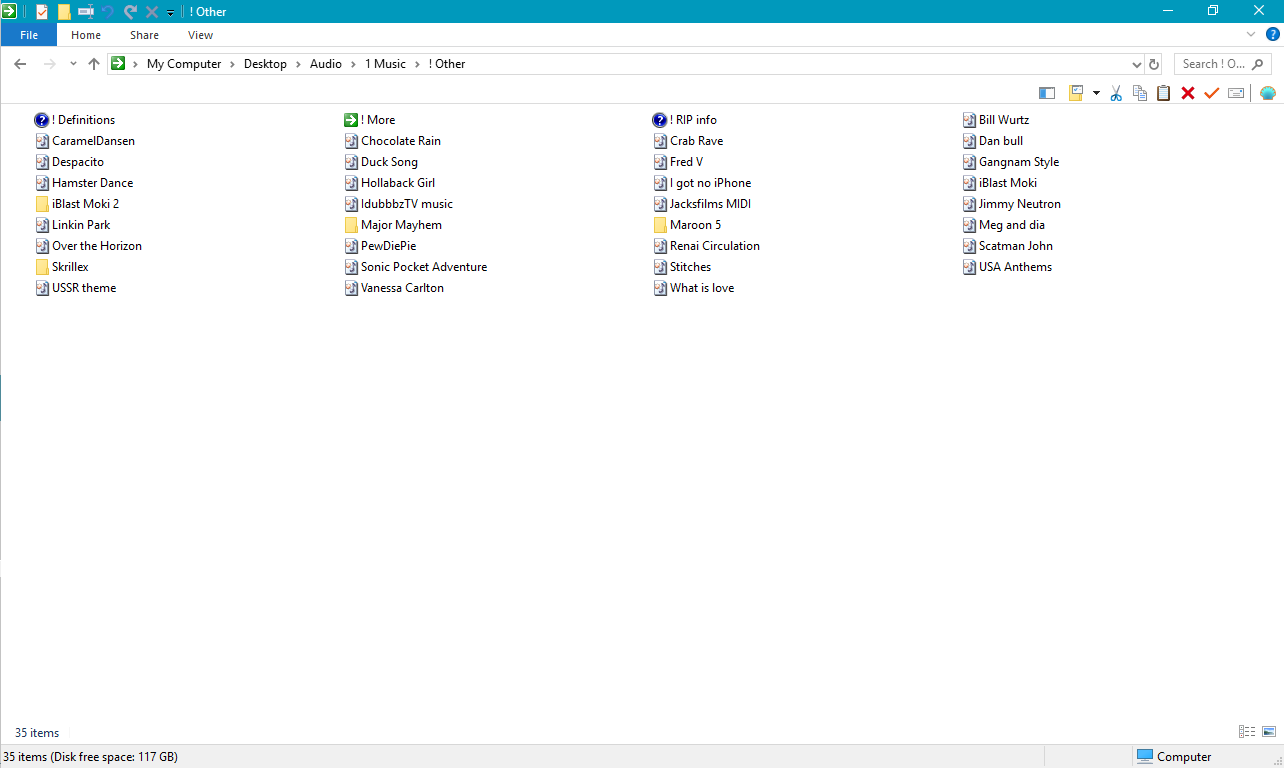 ! Other
File Home Share View
My Computer Desktop Audio 1 Music ! Other Search ! O...
! Definitions ! More ! RIP info Bill Wurtz
CaramelDansen Chocolate Rain Crab Rave Dan bull
Despacito Duck Song Fred V Gangnam Style
Hamster Dance Hollaback Girl I got no iPhone iBlast Moki
iBlast Moki 2 IdubbbzTV music Jacksfilms MIDI Jimmy Neutron
Linkin Park Major Mayhem Maroon 5 Meg and dia
Over the Horizon PewDiePie Renai Circulation Scatman John
Skrillex Sonic Pocket Adventure Stitches USA Anthems
USSR theme Vanessa Carlton What is love
35 items
35 items (Disk free space: 117 GB) Computer